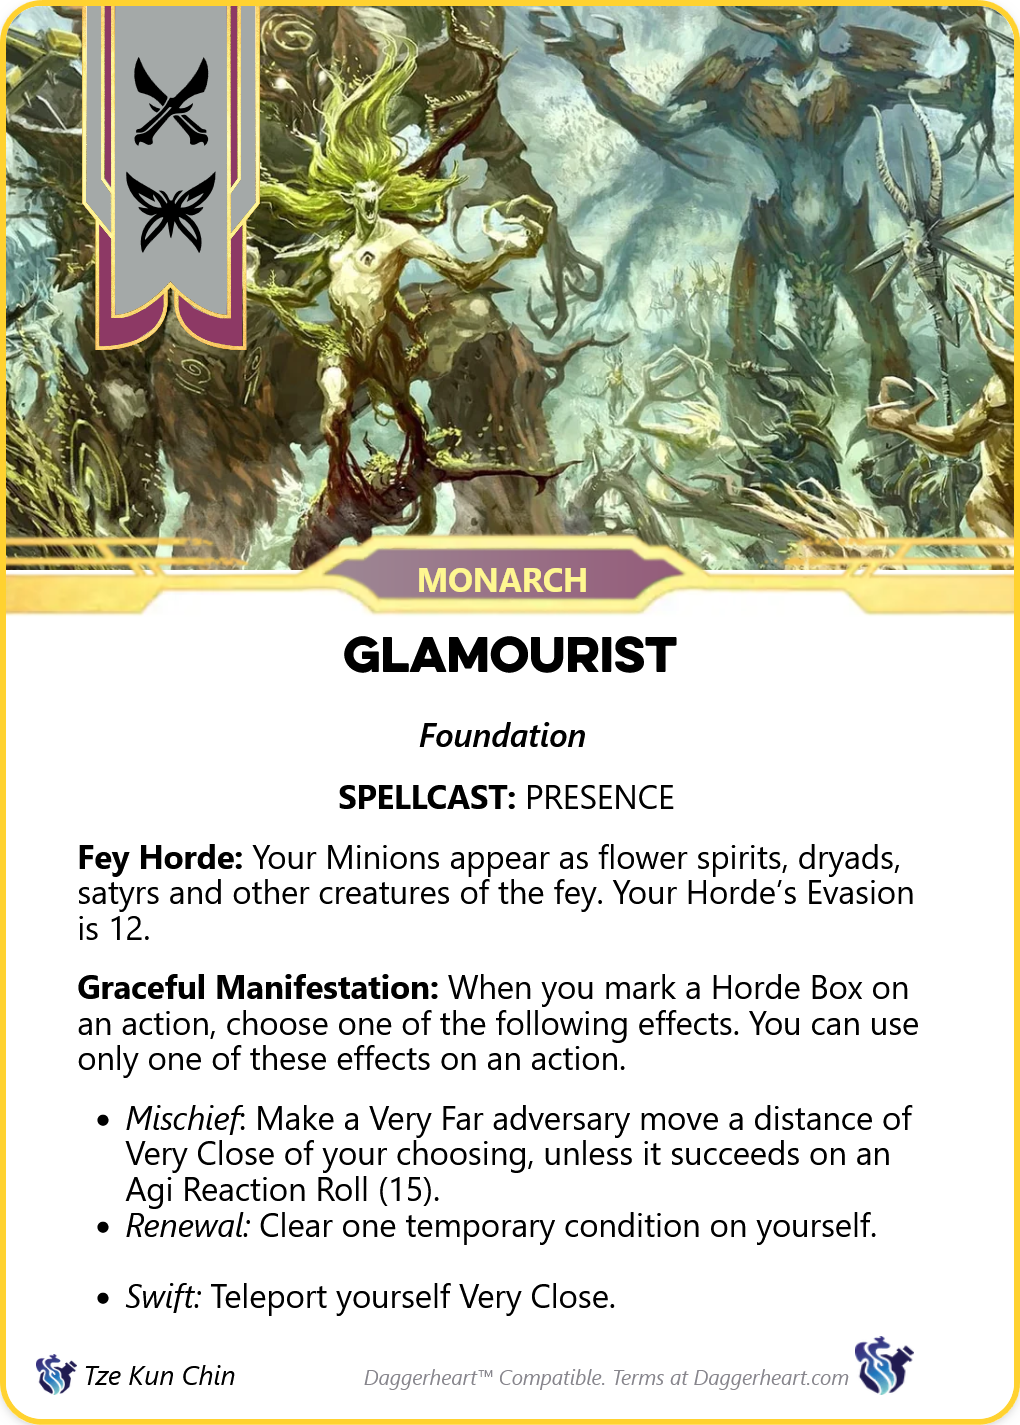 MONARCH
GLAMOURIST
Foundation
SPELLCAST: PRESENCE
Fey Horde: Your Minions appear as flower spirits, dryads,
satyrs and other creatures of the fey. Your Horde’s Evasion
is 12.
Graceful Manifestation: When you mark a Horde Box on
an action, choose one of the following effects. You can use
only one of these effects on an action.
• Mischief: Make a Very Far adversary move a distance of
Very Close of your choosing, unless it succeeds on an
Agi Reaction Roll (15).
• Renewal: Clear one temporary condition on yourself.
• Swift: Teleport yourself Very Close.
Tze Kun Chin
Daggerheart™ Compatible. Terms at Daggerheart.com